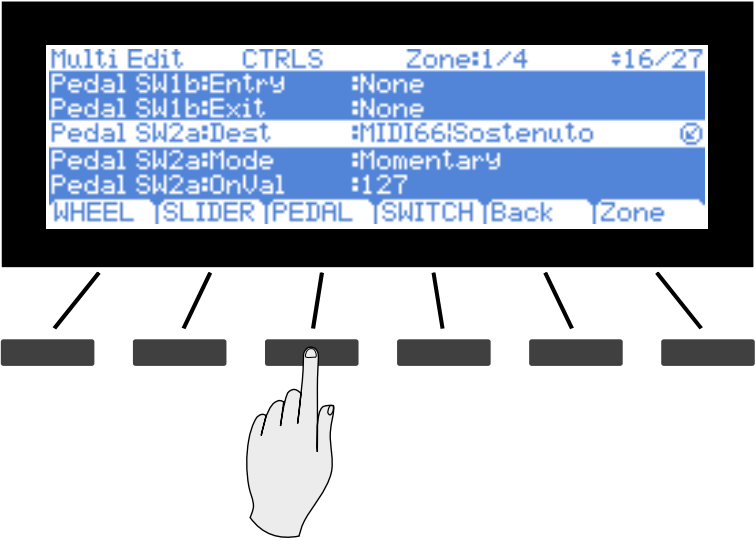 Multi Edit CTRLS Zone:1/4 ÷16/27
Pedal SW1b:Entry :None
Pedal SW1b:Exit :None
Pedal SW2a:Dest :MIDI66¦Sostenuto
Pedal SW2a:Mode :Momentary
Pedal SW2a:OnVal :127
WHEEL SLIDER PEDAL SWITCH Back Zone